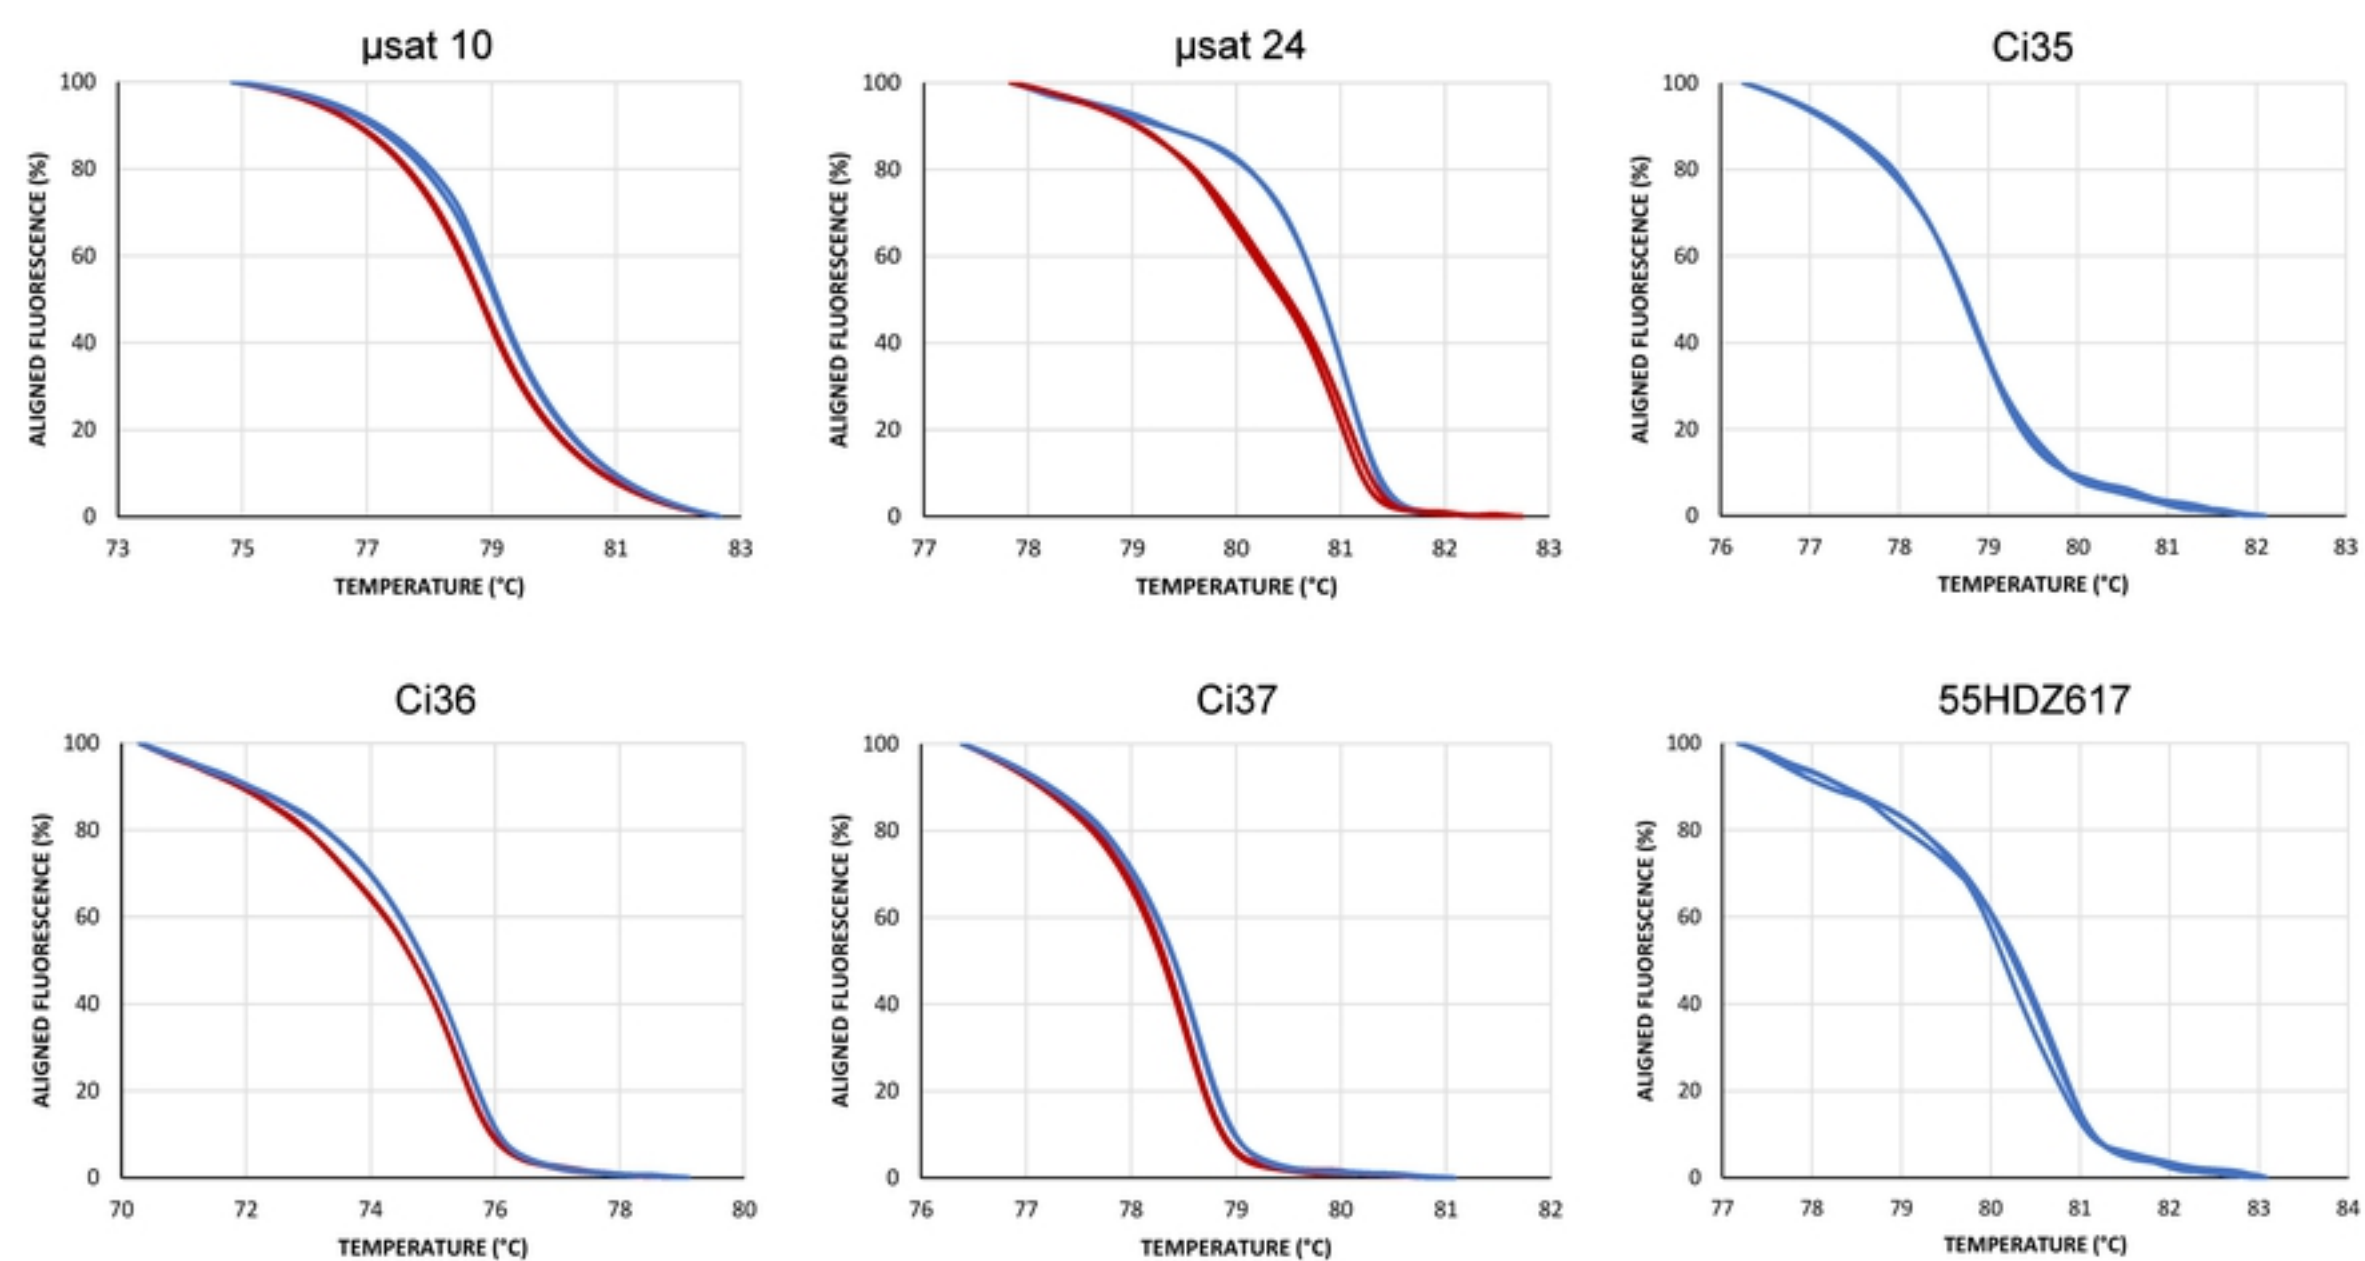 µsat 10
100
80
60
40
20
0
ALIGNED FLUORESCENCE (%)
73 75 77 79 81 83
TEMPERATURE (°C)
µsat 24
100
80
60
40
20
0
ALIGNED FLUORESCENCE (%)
77 78 79 80 81 82 83
TEMPERATURE (°C)
Ci35
100
80
60
40
20
0
ALIGNED FLUORESCENCE (%)
76 77 78 79 80 81 82 83
TEMPERATURE (°C)
Ci36
100
80
60
40
20
0
ALIGNED FLUORESCENCE (%)
70 72 74 76 78 80
TEMPERATURE (°C)
Ci37
100
80
60
40
20
0
ALIGNED FLUORESCENCE (%)
76 77 78 79 80 81 82
TEMPERATURE (°C)
55HDZ617
100
80
60
40
20
0
ALIGNED FLUORESCENCE (%)
77 78 79 80 81 82 83 84
TEMPERATURE (°C)